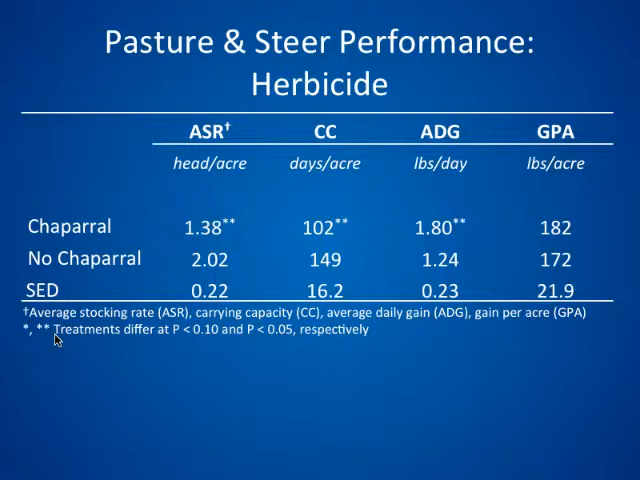 Pasture & Steer Performance:
Herbicide
ASR† CC ADG GPA
head/acre days/acre lbs/day lbs/acre
Chaparral 1.38** 102** 1.80** 182
No Chaparral 2.02 149 1.24 172
SED 0.22 16.2 0.23 21.9
†Average stocking rate (ASR), carrying capacity (CC), average daily gain (ADG), gain per acre (GPA)
*, ** Treatments differ at P < 0.10 and P < 0.05, respectively